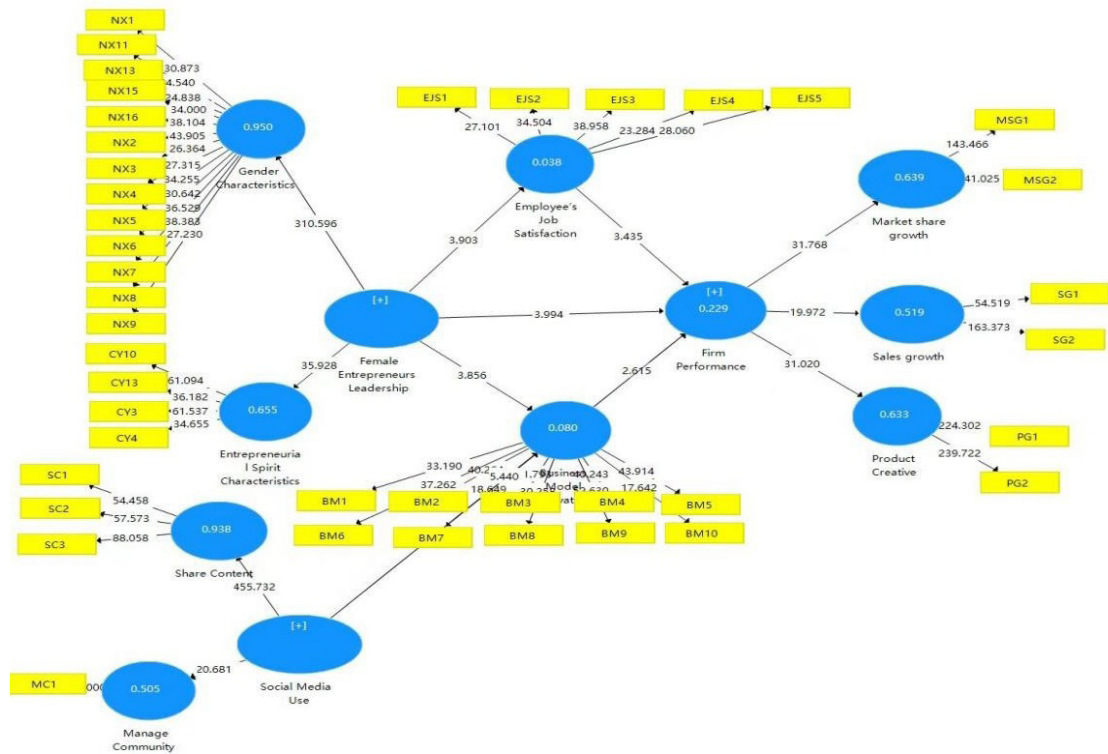 NX1
NX11
NX13
NX15
NX16
NX2
NX3
NX4
NX5
NX6
NX7
NX8
NX9
30.873
4.540
24.838
34.000
38.104
43.905
26.364
27.315
34.255
30.642
36.529
38.383
27.230
0.950
Gender
Characteristics
310.596
EJS1
EJS2
EJS3
EJS4
EJS5
27.101
34.504
38.958
23.284
28.060
0.038
Employee's
Job
Satisfaction
3.903
3.435
MSG1
143.466
0.639
41.025
MSG2
Market share
growth
31.768
[+]
Female
Entrepreneurs
Leadership
3.994
[+]
0.229
Firm
Performance
19.972
0.519
Sales growth
54.519
SG1
163.373
SG2
31.020
0.633
Product
Creative
224.302
PG1
239.722
PG2
35.928
3.856
2.615
CY10
CY13
CY3
CY4
61.094
36.182
61.537
34.655
0.655
Entrepreneuria
l Spirit
Characteristics
0.080
Business
Model
33.190
37.262
18.649
5.440
40.243
17.642
43.914
BM1
BM2
BM3
BM4
BM5
BM6
BM7
BM8
BM9
BM10
SC1
SC2
SC3
54.458
57.573
88.058
0.938
Share Content
455.732
[+]
Social Media
Use
20.681
MC1
0.505
Manage
Community